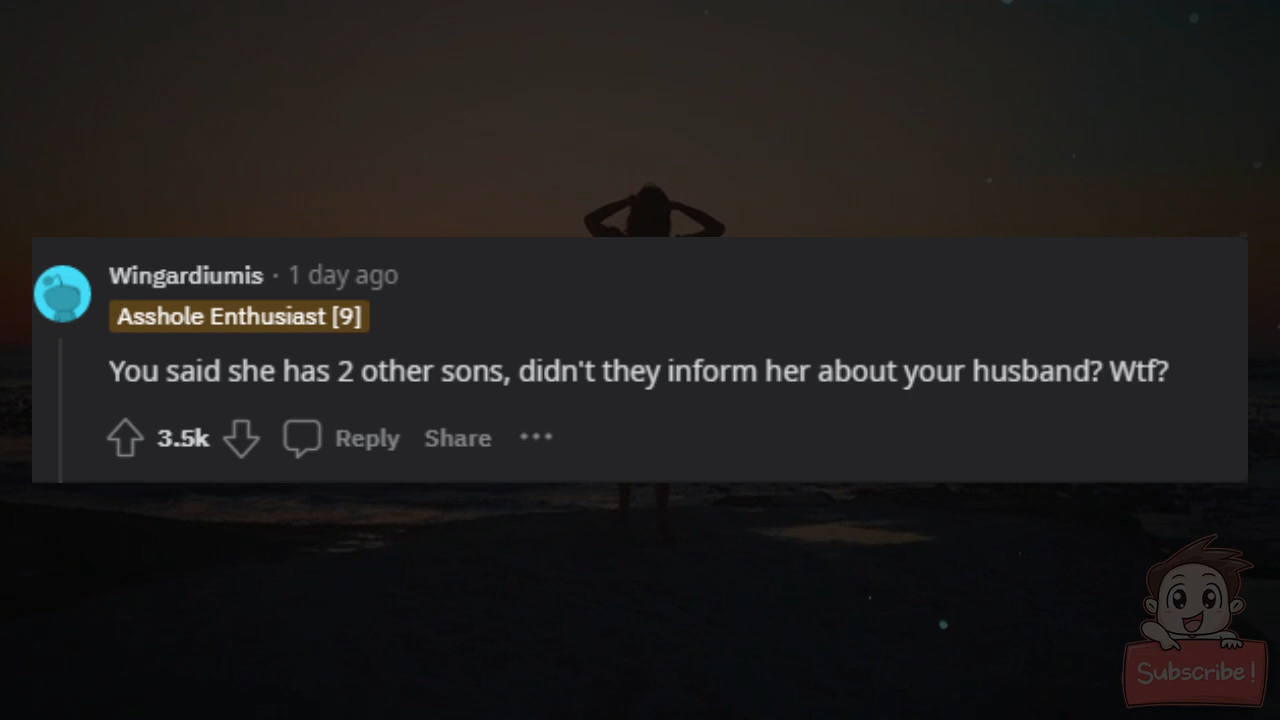 Wingardiumis · 1 day ago
Asshole Enthusiast [9]
You said she has 2 other sons, didn't they inform her about your husband? Wtf?
3.5k Reply Share ···
Subscribe!